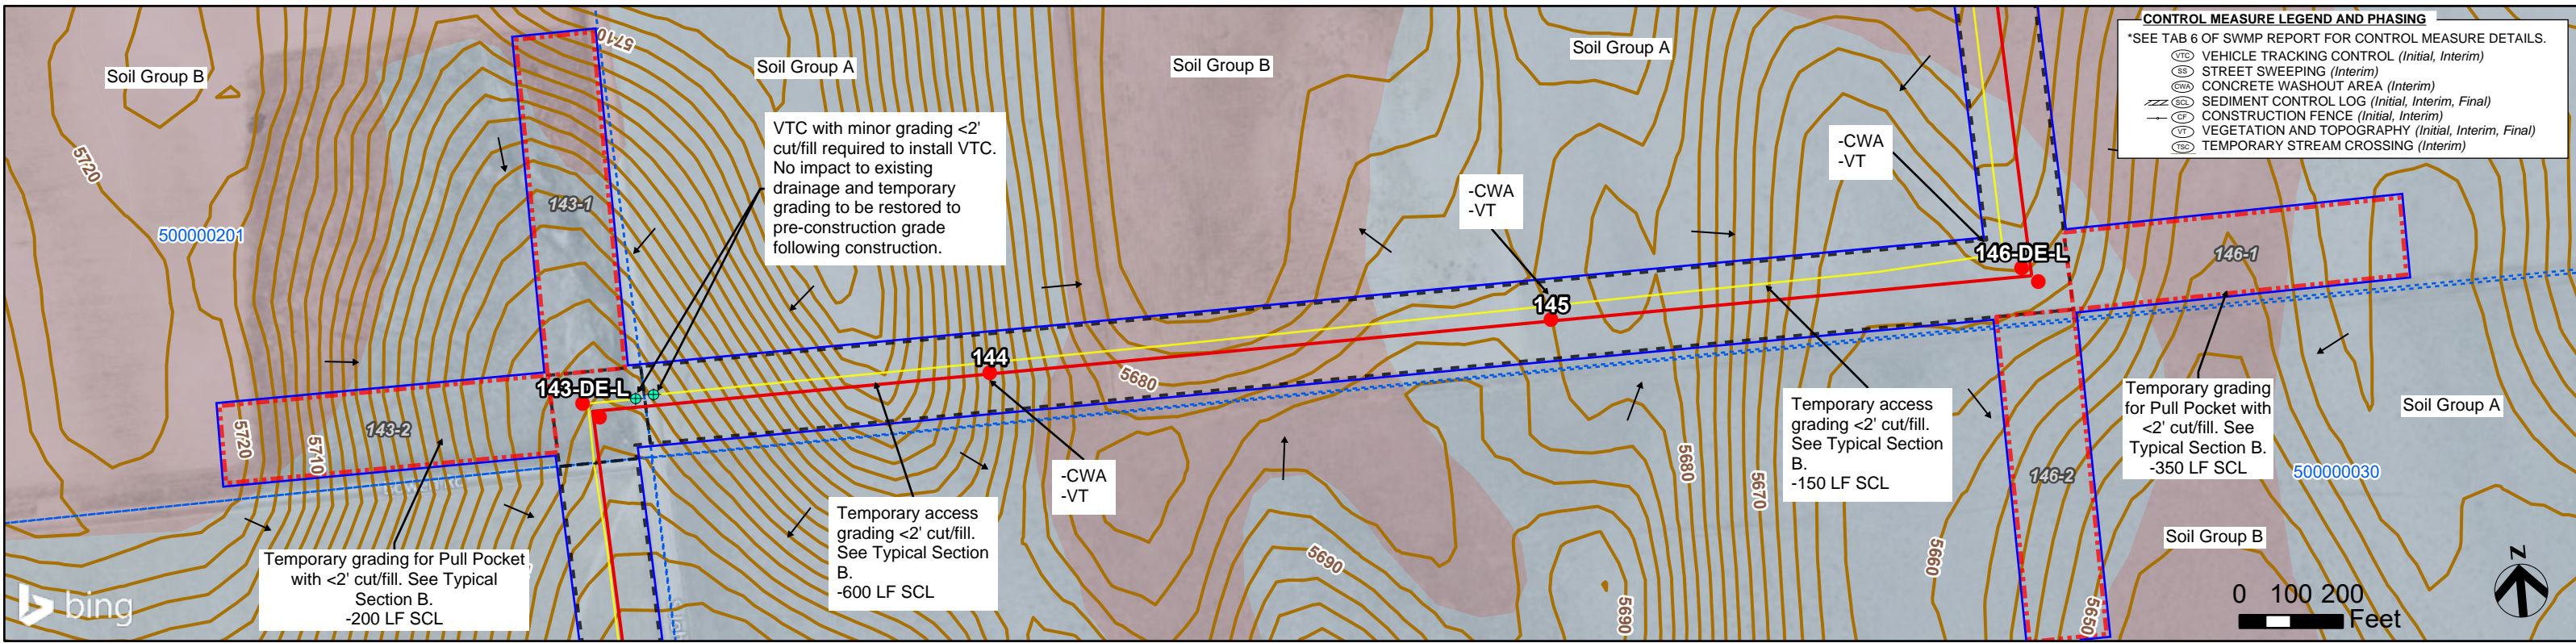 CONTROL MEASURE LEGEND AND PHASING
*SEE TAB 6 OF SWMP REPORT FOR CONTROL MEASURE DETAILS.
VTC VEHICLE TRACKING CONTROL (Initial, Interim)
SS STREET SWEEPING (Interim)
CWA CONCRETE WASHOUT AREA (Interim)
SCL SEDIMENT CONTROL LOG (Initial, Interim, Final)
CF CONSTRUCTION FENCE (Initial, Interim)
VT VEGETATION AND TOPOGRAPHY (Initial, Interim, Final)
TSC TEMPORARY STREAM CROSSING (Interim)
Soil Group B
5710
Soil Group A
Soil Group B
Soil Group A
5720
500000201
143-1
VTC with minor grading <2'
cut/fill required to install VTC.
No impact to existing
drainage and temporary
grading to be restored to
pre-construction grade
following construction.
-CWA
-VT
-CWA
-VT
146-DE-L
146-1
145
144
143-DE-L
5680
143-2
5720
5710
-CWA
-VT
Temporary access
grading <2' cut/fill.
See Typical Section
B.
-600 LF SCL
Temporary grading for Pull Pocket
with <2' cut/fill. See Typical
Section B.
-200 LF SCL
5690
5690
5680
5670
Temporary access
grading <2' cut/fill.
See Typical Section
B.
-150 LF SCL
5660
146-2
5650
Temporary grading
for Pull Pocket with
<2' cut/fill. See
Typical Section B.
-350 LF SCL
Soil Group A
500000030
Soil Group B
bing
N
0 100 200
Feet